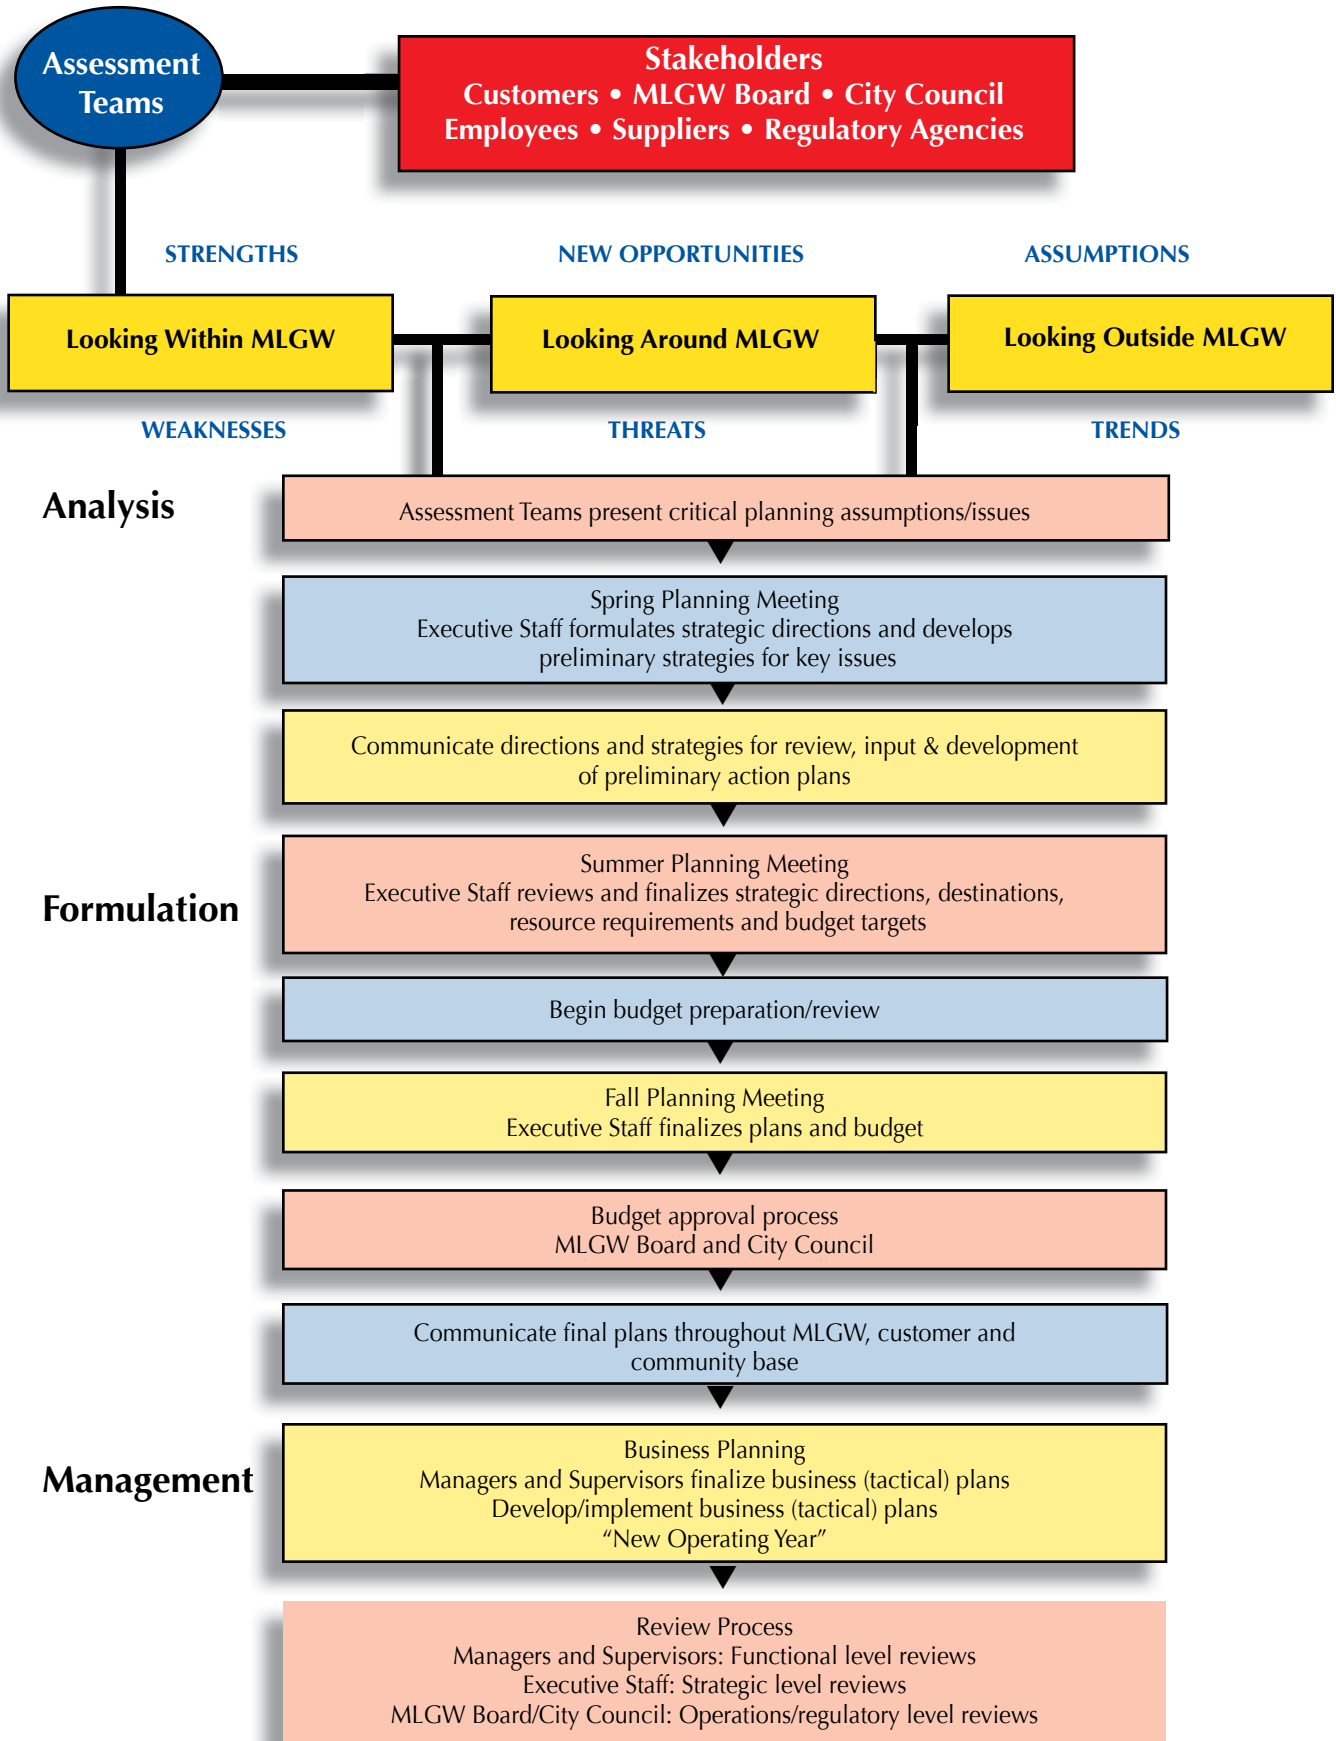 Assessment
Teams
Stakeholders
Customers • MLGW Board • City Council
Employees • Suppliers • Regulatory Agencies
STRENGTHS
NEW OPPORTUNITIES
ASSUMPTIONS
Looking Within MLGW
Looking Around MLGW
Looking Outside MLGW
WEAKNESSES
THREATS
TRENDS
Analysis
Assessment Teams present critical planning assumptions/issues
Spring Planning Meeting
Executive Staff formulates strategic directions and develops
preliminary strategies for key issues
Communicate directions and strategies for review, input & development
of preliminary action plans
Formulation
Summer Planning Meeting
Executive Staff reviews and finalizes strategic directions, destinations,
resource requirements and budget targets
Begin budget preparation/review
Fall Planning Meeting
Executive Staff finalizes plans and budget
Budget approval process
MLGW Board and City Council
Communicate final plans throughout MLGW, customer and
community base
Management
Business Planning
Managers and Supervisors finalize business (tactical) plans
Develop/implement business (tactical) plans
“New Operating Year”
Review Process
Managers and Supervisors: Functional level reviews
Executive Staff: Strategic level reviews
MLGW Board/City Council: Operations/regulatory level reviews